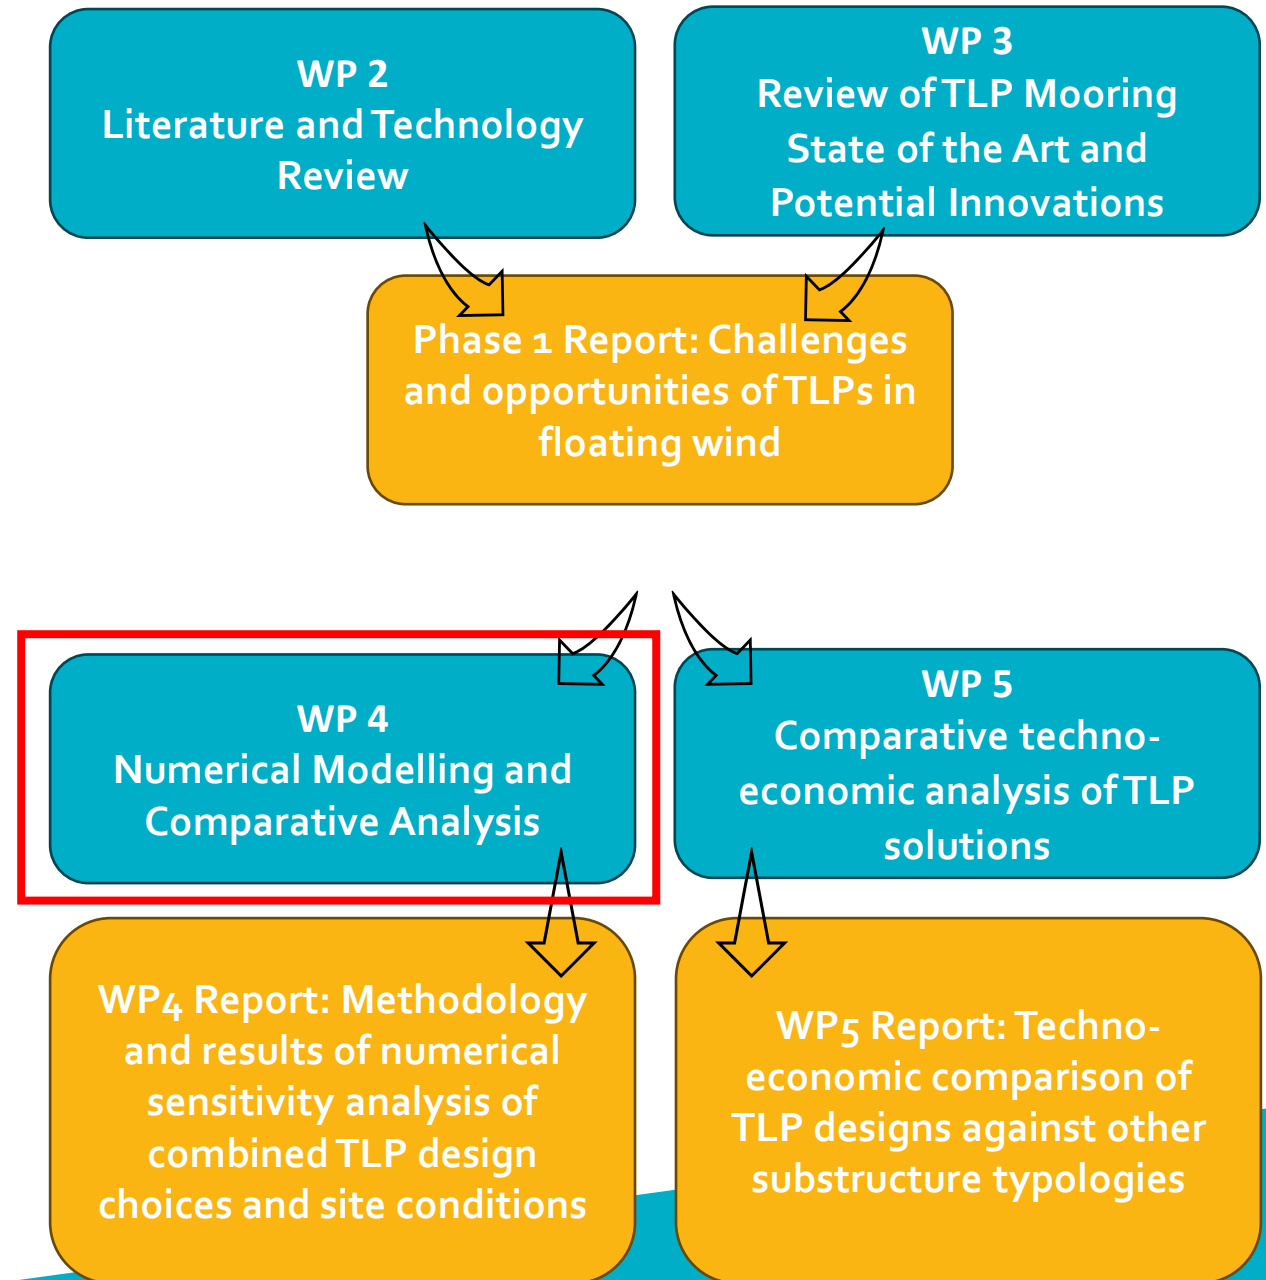 WP 2
Literature and Technology
Review
WP 3
Review of TLP Mooring
State of the Art and
Potential Innovations
Phase 1 Report: Challenges
and opportunities of TLPs in
floating wind
WP 4
Numerical Modelling and
Comparative Analysis
WP 5
Comparative techno-
economic analysis of TLP
solutions
WP4 Report: Methodology
and results of numerical
sensitivity analysis of
combined TLP design
choices and site conditions
WP5 Report: Techno-
economic comparison of
TLP designs against other
substructure typologies